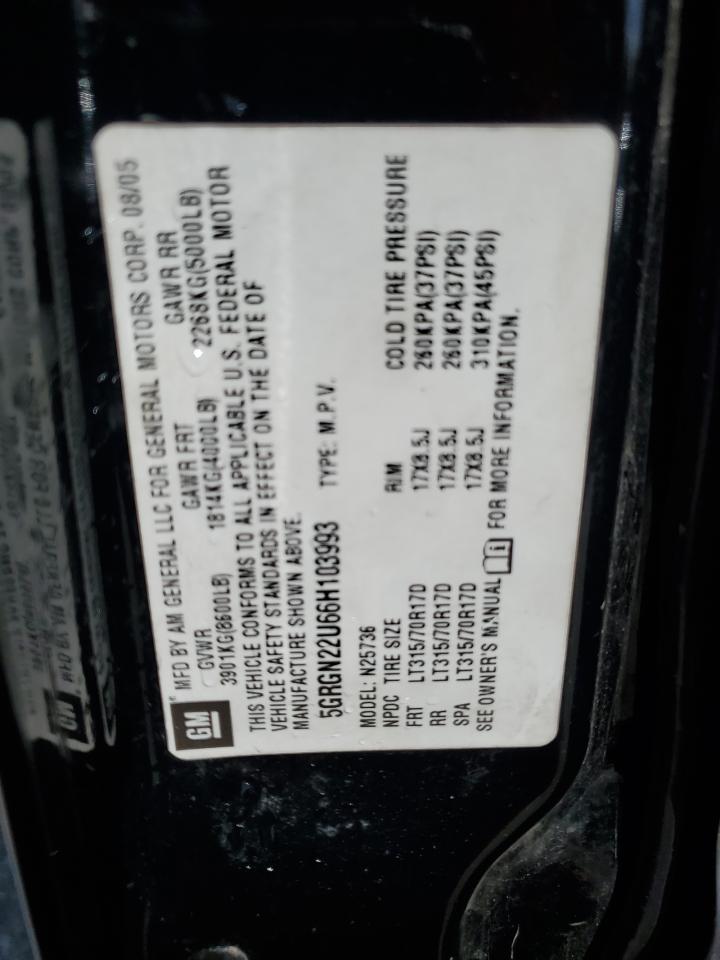 GM MFD BY AM GENERAL LLC FOR GENERAL MOTORS CORP. 08/05
GVWR GAWR FRT GAWR RR
3901KG(8600LB) 1814KG(4000LB) 2268KG(5000LB)
THIS VEHICLE CONFORMS TO ALL APPLICABLE U.S. FEDERAL MOTOR
VEHICLE SAFETY STANDARDS IN EFFECT ON THE DATE OF
MANUFACTURE SHOWN ABOVE.
5GRGN22U66H103993 TYPE: M.P.V.
MODEL: N25736
NPDC TIRE SIZE RIM COLD TIRE PRESSURE
FRT LT315/70R17D 17X8.5J 260KPA(37PSI)
RR LT315/70R17D 17X8.5J 260KPA(37PSI)
SPA LT315/70R17D 17X8.5J 310KPA(45PSI)
SEE OWNER'S MANUAL i FOR MORE INFORMATION.